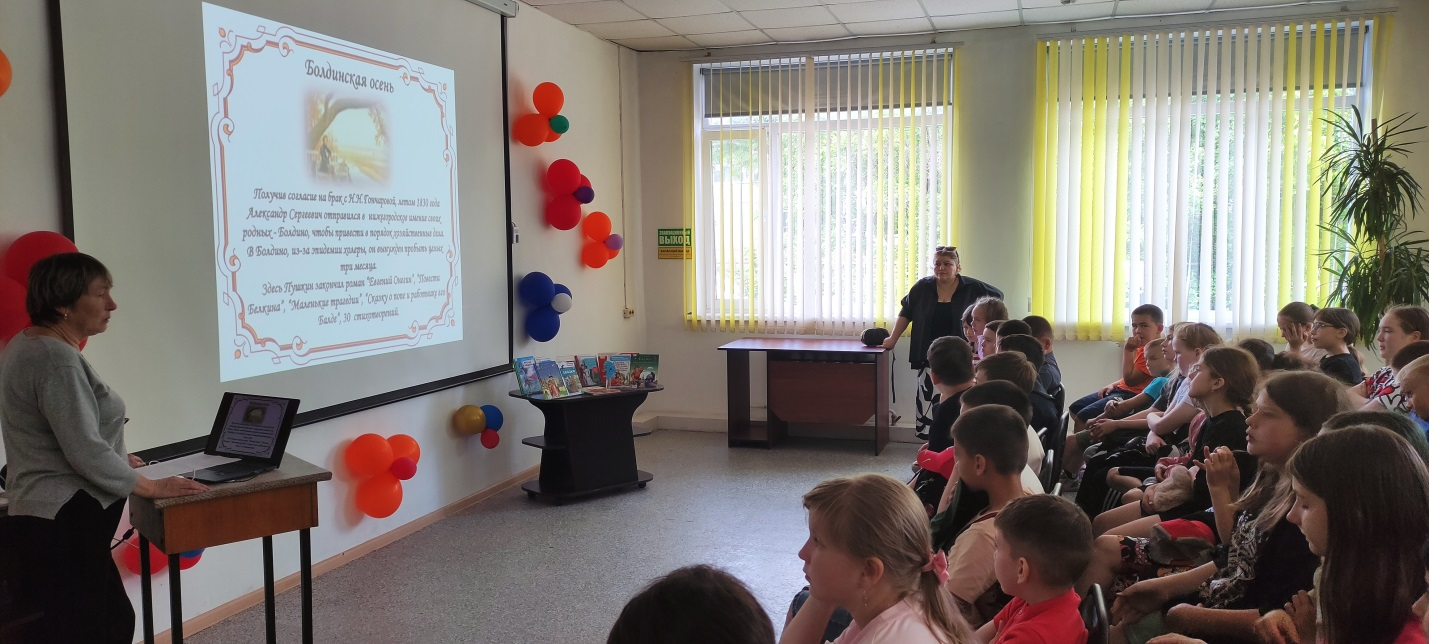 Болдинская осень
Получив согласие на брак с Н.Н.Гончаровой, летом 1830 года
Александр Сергеевич отправился в нижегородское имение своих
родных - Болдино, чтобы привести в порядок хозяйственные дела.
В Болдино, из-за эпидемии холеры, он вынужден пробыть целых
три месяца.
Здесь Пушкин закончил роман "Евгений Онегин", "Повести
Белкина", "Маленькие трагедии", "Сказку о попе и работнике его
Балде", 30 стихотворений.
ВЫХОД